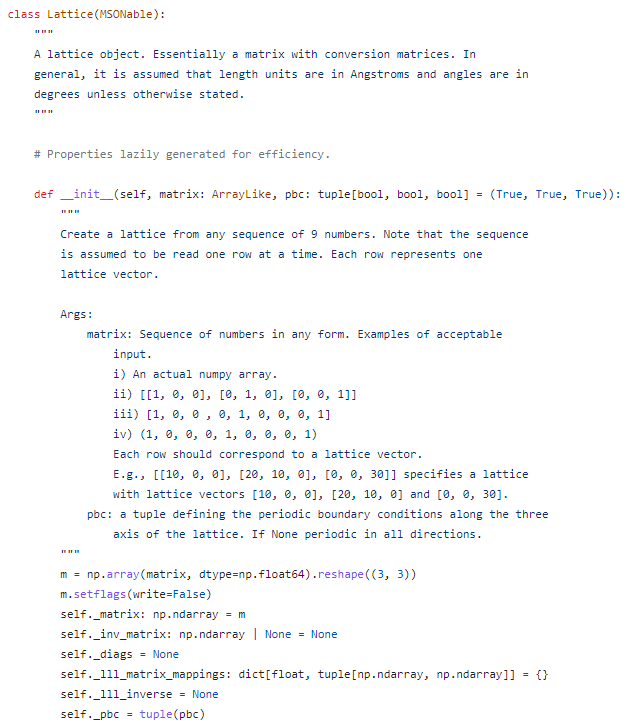 class Lattice(MSONable):
    """
    A lattice object. Essentially a matrix with conversion matrices. In
    general, it is assumed that length units are in Angstroms and angles are in
    degrees unless otherwise stated.
    """

    # Properties lazily generated for efficiency.

    def __init__(self, matrix: ArrayLike, pbc: tuple[bool, bool, bool] = (True, True, True)):
        """
        Create a lattice from any sequence of 9 numbers. Note that the sequence
        is assumed to be read one row at a time. Each row represents one
        lattice vector.

        Args:
            matrix: Sequence of numbers in any form. Examples of acceptable
                input.
                i) An actual numpy array.
                ii) [[1, 0, 0], [0, 1, 0], [0, 0, 1]]
                iii) [1, 0, 0 , 0, 1, 0, 0, 0, 1]
                iv) (1, 0, 0, 0, 1, 0, 0, 0, 1)
                Each row should correspond to a lattice vector.
                E.g., [[10, 0, 0], [20, 10, 0], [0, 0, 30]] specifies a lattice
                with lattice vectors [10, 0, 0], [20, 10, 0] and [0, 0, 30].
            pbc: a tuple defining the periodic boundary conditions along the three
                axis of the lattice. If None periodic in all directions.
        """
        m = np.array(matrix, dtype=np.float64).reshape((3, 3))
        m.setflags(write=False)
        self._matrix: np.ndarray = m
        self._inv_matrix: np.ndarray | None = None
        self._diags = None
        self._lll_matrix_mappings: dict[float, tuple[np.ndarray, np.ndarray]] = {}
        self._lll_inverse = None
        self._pbc = tuple(pbc)